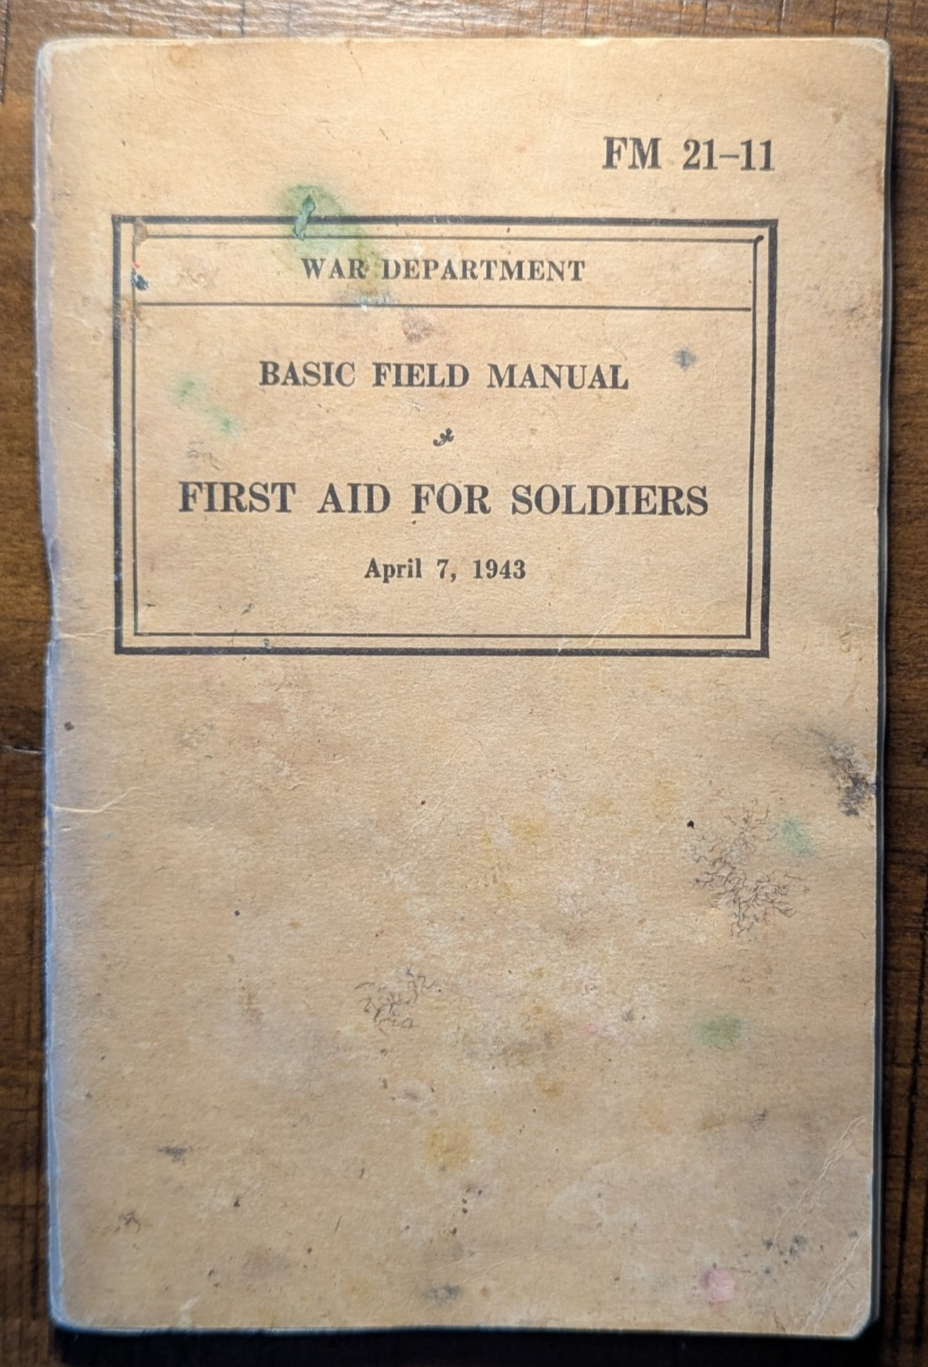 FM 21–11
WAR DEPARTMENT
BASIC FIELD MANUAL
FIRST AID FOR SOLDIERS
April 7, 1943